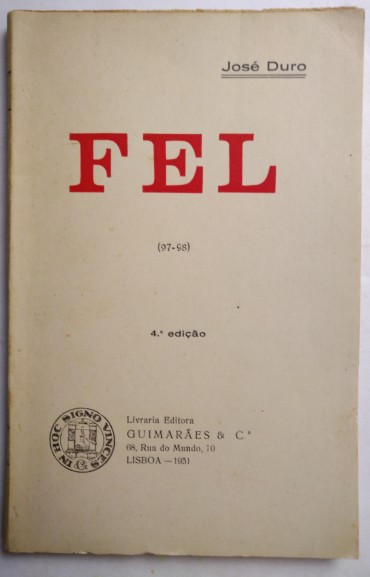 José Duro
FEL
(97-98)
4.ª edição
IN HOC SIGNO VINCES
Livraria Editora
GUIMARÃES & C.ª
68, Rua do Mundo, 70
LISBOA — 1931